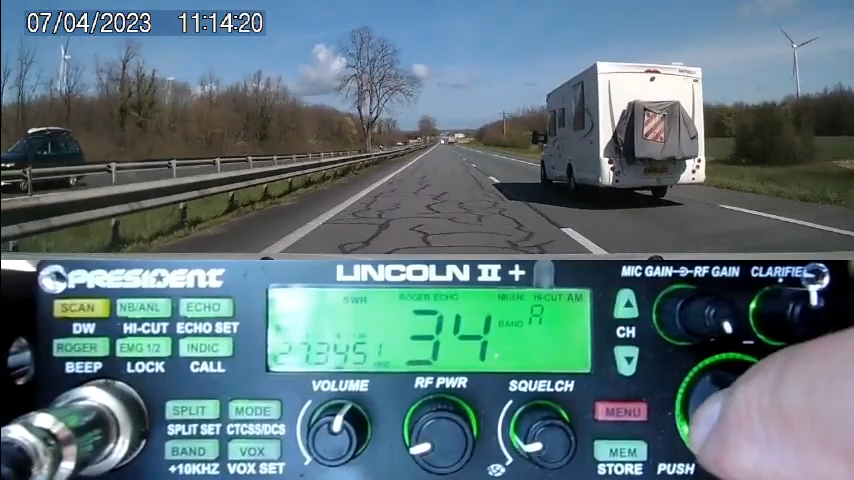 07/04/2023 11:14:20
PRESIDENT LINCOLN II +
MIC GAIN RF GAIN CLARIFIE
SCAN NB/ANL ECHO
DW HI-CUT ECHO SET
ROGER EMG 1/2 INDIC
BEEP LOCK CALL
SWR ROGER ECHO NB/ANL HI-CUT AM
34 BAND A
27.3451
CH
VOLUME RF PWR SQUELCH
SPLIT MODE
SPLIT SET CTCSS/DCS
BAND VOX
+10KHZ VOX SET
MENU
MEM
STORE PUSH